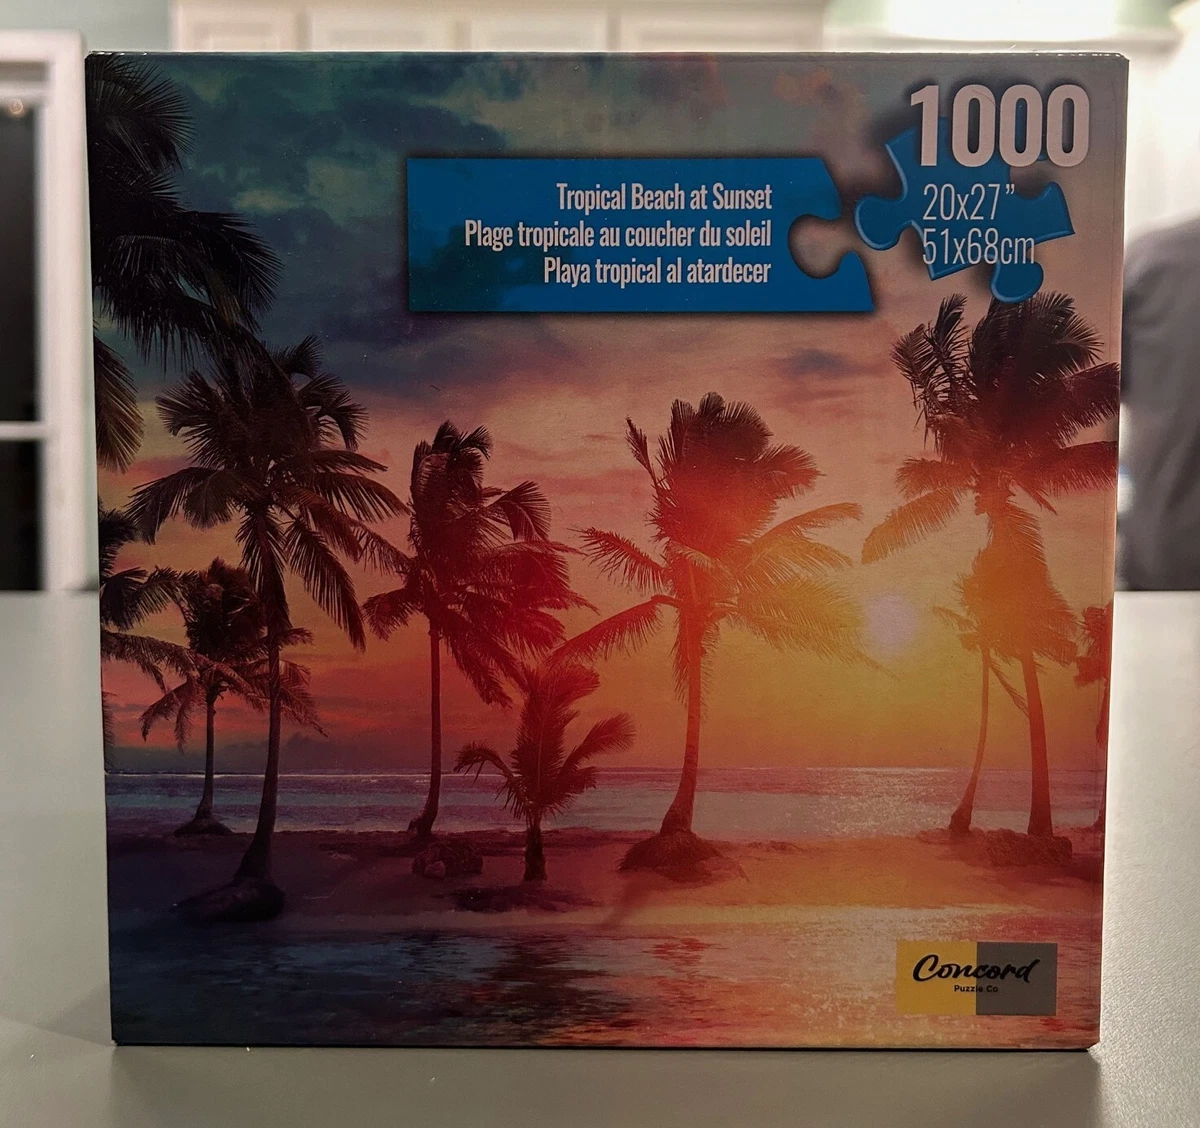 1000
20x27"
51x68cm
Tropical Beach at Sunset
Plage tropicale au coucher du soleil
Playa tropical al atardecer
Concord
Puzzle Co